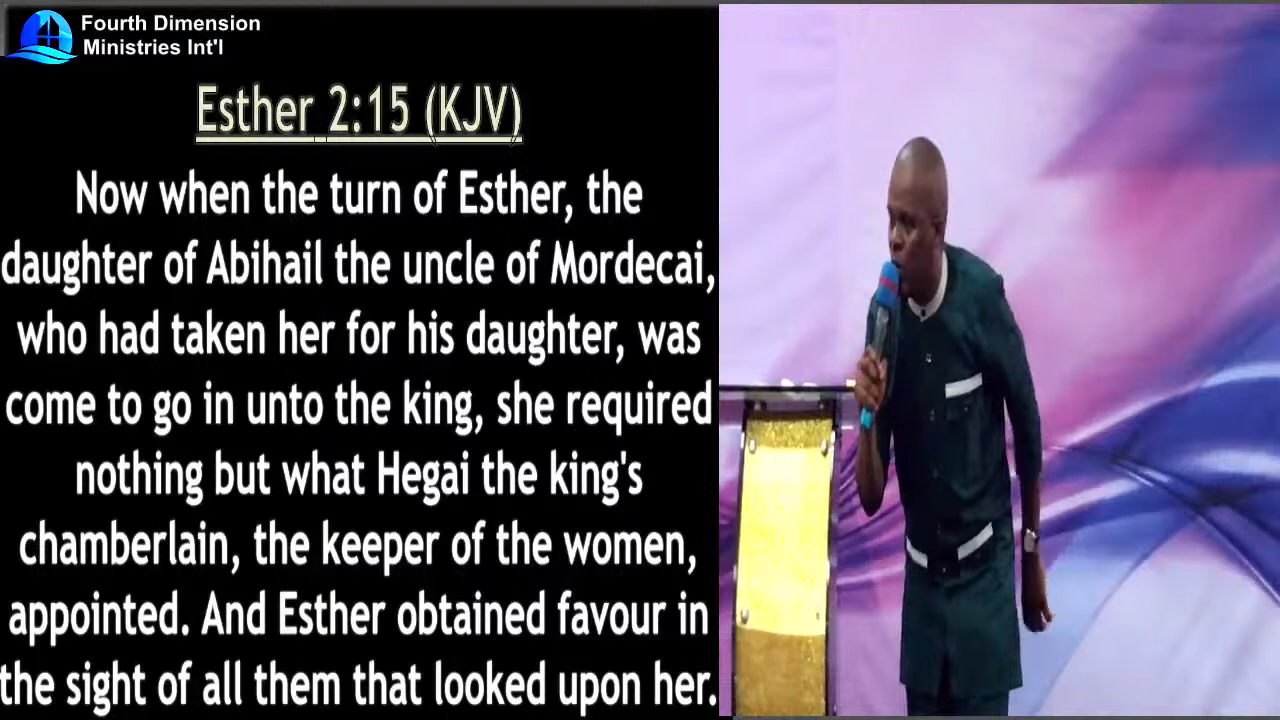 Fourth Dimension
Ministries Int'l
Esther 2:15 (KJV)
Now when the turn of Esther, the
daughter of Abihail the uncle of Mordecai,
who had taken her for his daughter, was
come to go in unto the king, she required
nothing but what Hegai the king's
chamberlain, the keeper of the women,
appointed. And Esther obtained favour in
the sight of all them that looked upon her.